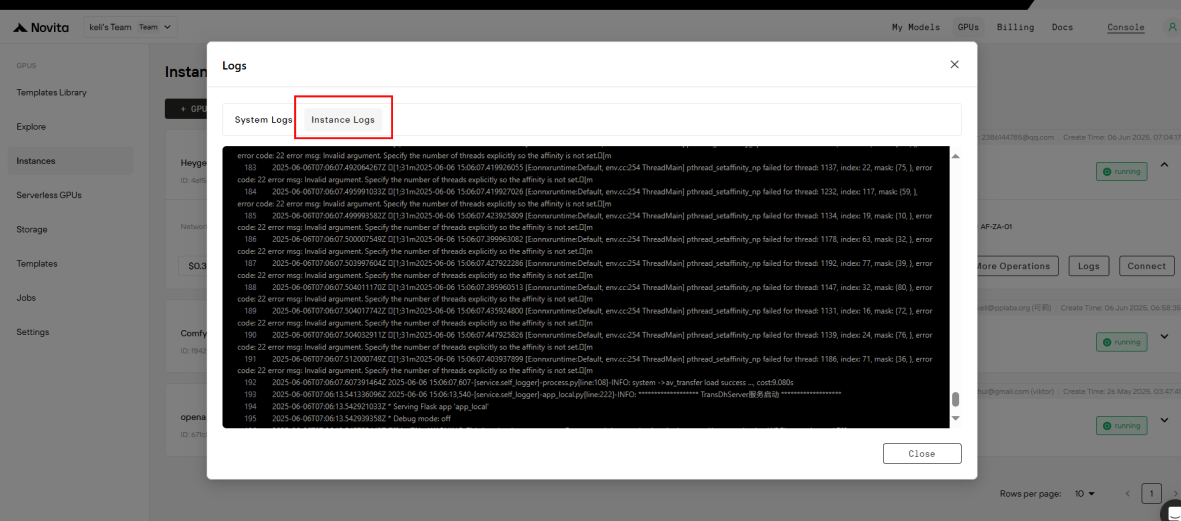 Novita
keli's Team Team
My Models GPUs Billing Docs Console
GPUS
Templates Library
Explore
Instances
Serverless GPUs
Storage
Templates
Jobs
Settings
Instan
+ GPU
Logs
System Logs
Instance Logs
error code: 22 error msg: Invalid argument. Specify the number of threads explicitly so the affinity is not set.[m
183 2025-06-06T07:06:07.492064267Z [1;31m2025-06-06 15:06:07.419926055 [E:onnxruntime:Default, env.cc:254 ThreadMain] pthread_setaffinity_np failed for thread: 1137, index: 22, mask: {75, }, error
code: 22 error msg: Invalid argument. Specify the number of threads explicitly so the affinity is not set.[m
184 2025-06-06T07:06:07.495991033Z [1;31m2025-06-06 15:06:07.419927026 [E:onnxruntime:Default, env.cc:254 ThreadMain] pthread_setaffinity_np failed for thread: 1232, index: 117, mask: {59, },
error code: 22 error msg: Invalid argument. Specify the number of threads explicitly so the affinity is not set.[m
185 2025-06-06T07:06:07.499993582Z [1;31m2025-06-06 15:06:07.423925809 [E:onnxruntime:Default, env.cc:254 ThreadMain] pthread_setaffinity_np failed for thread: 1134, index: 19, mask: {10, }, error
code: 22 error msg: Invalid argument. Specify the number of threads explicitly so the affinity is not set.[m
186 2025-06-06T07:06:07.500007549Z [1;31m2025-06-06 15:06:07.399963082 [E:onnxruntime:Default, env.cc:254 ThreadMain] pthread_setaffinity_np failed for thread: 1178, index: 63, mask: {32, }, error
code: 22 error msg: Invalid argument. Specify the number of threads explicitly so the affinity is not set.[m
187 2025-06-06T07:06:07.503997604Z [1;31m2025-06-06 15:06:07.427922286 [E:onnxruntime:Default, env.cc:254 ThreadMain] pthread_setaffinity_np failed for thread: 1192, index: 77, mask: {39, }, error
code: 22 error msg: Invalid argument. Specify the number of threads explicitly so the affinity is not set.[m
188 2025-06-06T07:06:07.504011170Z [1;31m2025-06-06 15:06:07.395960513 [E:onnxruntime:Default, env.cc:254 ThreadMain] pthread_setaffinity_np failed for thread: 1147, index: 32, mask: {80, }, error
code: 22 error msg: Invalid argument. Specify the number of threads explicitly so the affinity is not set.[m
189 2025-06-06T07:06:07.504017742Z [1;31m2025-06-06 15:06:07.435924800 [E:onnxruntime:Default, env.cc:254 ThreadMain] pthread_setaffinity_np failed for thread: 1131, index: 16, mask: {72, }, error
code: 22 error msg: Invalid argument. Specify the number of threads explicitly so the affinity is not set.[m
190 2025-06-06T07:06:07.504032911Z [1;31m2025-06-06 15:06:07.447925826 [E:onnxruntime:Default, env.cc:254 ThreadMain] pthread_setaffinity_np failed for thread: 1139, index: 24, mask: {76, }, error
code: 22 error msg: Invalid argument. Specify the number of threads explicitly so the affinity is not set.[m
191 2025-06-06T07:06:07.512000749Z [1;31m2025-06-06 15:06:07.403937899 [E:onnxruntime:Default, env.cc:254 ThreadMain] pthread_setaffinity_np failed for thread: 1186, index: 71, mask: {36, }, error
code: 22 error msg: Invalid argument. Specify the number of threads explicitly so the affinity is not set.[m
192 2025-06-06T07:06:07.607391464Z 2025-06-06 15:06:07,607-[service.self_logger]-process.py[line:108]-INFO: system ->av_transfer load success ..., cost:9.080s
193 2025-06-06T07:06:13.541336096Z 2025-06-06 15:06:13,540-[service.self_logger]-app_local.py[line:222]-INFO: ******************* TransDhServer服务启动 *******************
194 2025-06-06T07:06:13.542921033Z * Serving Flask app 'app_local'
195 2025-06-06T07:06:13.542939358Z * Debug mode: off
Close
Heyge
Networ
$0.3
Comfy
opena
2386144788@qq.com Create Time: 06 Jun 2025, 07:04:17
running
AF-ZA-01
More Operations
Logs
Connect
Create Time: 06 Jun 2025, 06:58:35
running
@gmail.com (viktor) Create Time: 26 May 2025, 03:47:4
running
Rows per page: 10 < 1 >